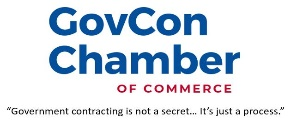 GovCon
Chamber
OF COMMERCE
“Government contracting is not a secret… It’s just a process.”